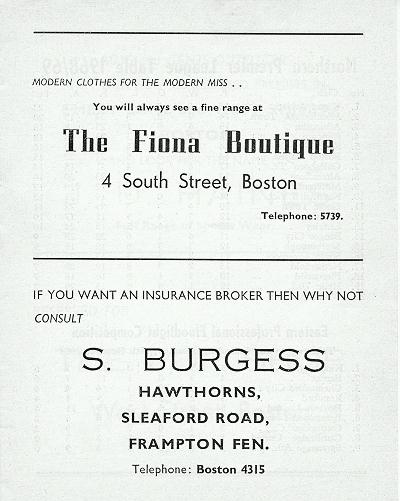 MODERN CLOTHES FOR THE MODERN MISS . .
You will always see a fine range at
The Fiona Boutique
4 South Street, Boston
Telephone: 5739.
IF YOU WANT AN INSURANCE BROKER THEN WHY NOT
CONSULT
S. BURGESS
HAWTHORNS,
SLEAFORD ROAD,
FRAMPTON FEN.
Telephone: Boston 4315